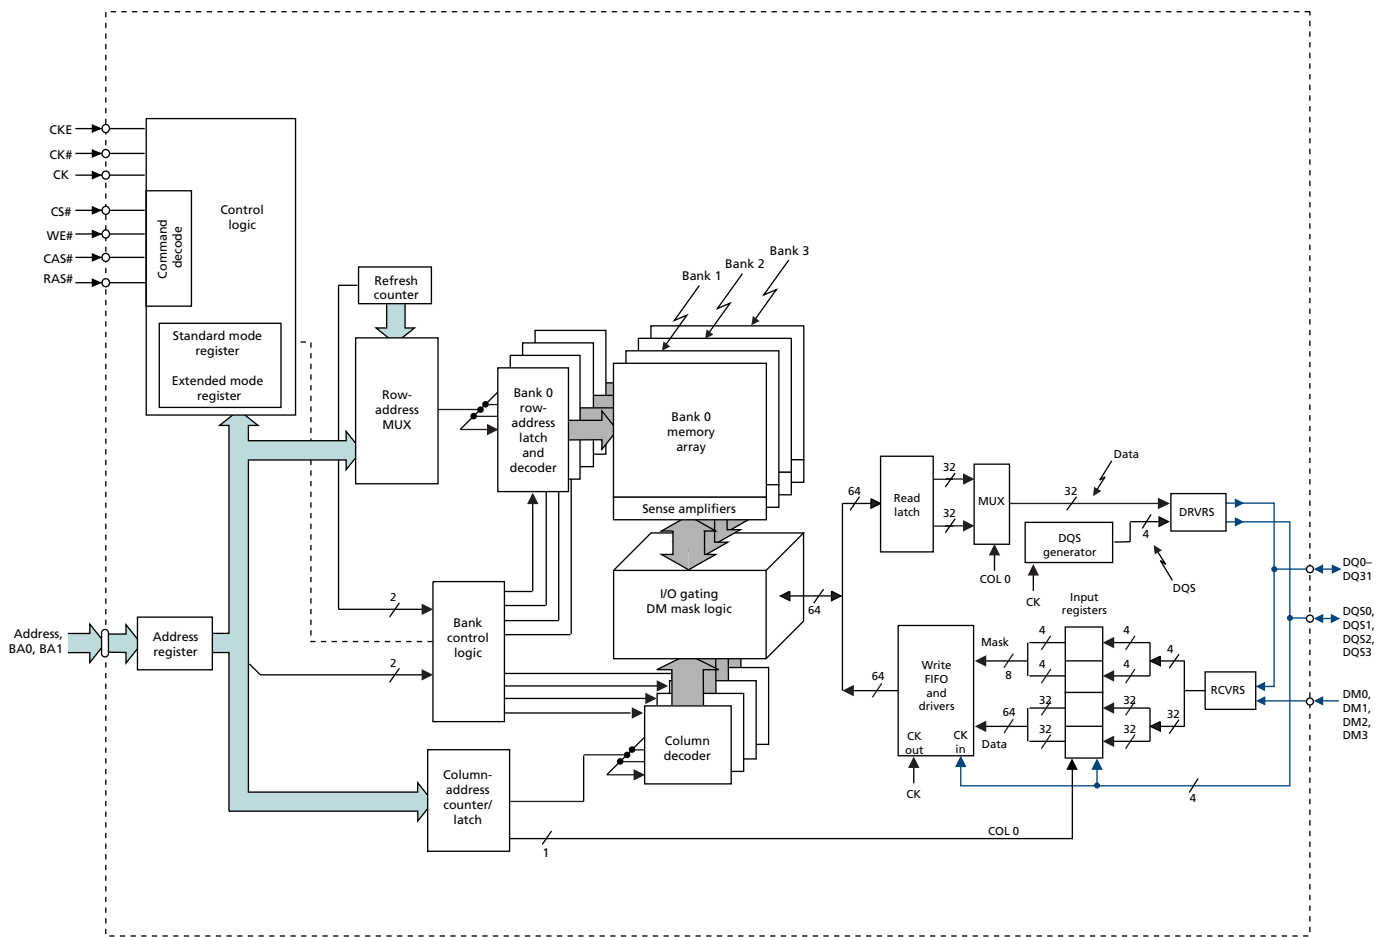 CKE
CK#
CK
CS#
WE#
CAS#
RAS#
Command
decode
Control
logic
Standard mode
register
Extended mode
register
Refresh
counter
Row-
address
MUX
Bank 0
row-
address
latch
and
decoder
Bank 1
Bank 2
Bank 3
Bank 0
memory
array
Sense amplifiers
I/O gating
DM mask logic
Address,
BA0, BA1
Address
register
2
2
Bank
control
logic
Column-
address
counter/
latch
Column
decoder
1
COL 0
64
64
64
Read
latch
32
32
MUX
COL 0
32
Data
DQS
generator
CK
4
DQS
DRVRS
DQ0–
DQ31
DQS0,
DQS1,
DQS2,
DQS3
DM0,
DM1,
DM2,
DM3
Input
registers
Write
FIFO
and
drivers
CK
out
CK
in
CK
Mask
8
64
Data
4
4
32
32
4
4
32
32
4
32
RCVRS
4